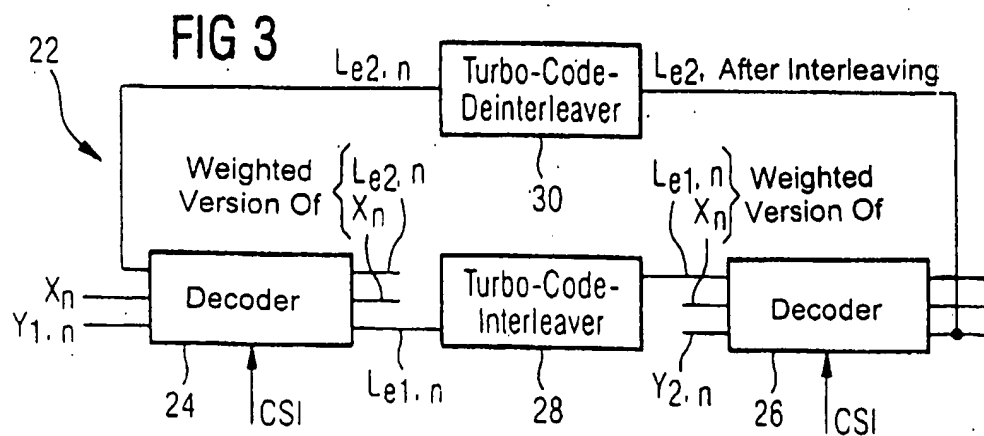 FIG 3
22
Le2, n
Turbo-Code-
Deinterleaver
Le2, After Interleaving
30
Weighted
Version Of
Le2, n
Xn
Le1, n
Xn
Weighted
Version Of
Xn
Y1, n
Decoder
Turbo-Code-
Interleaver
Decoder
24
CSI
Le1, n
28
Y2, n
26
CSI